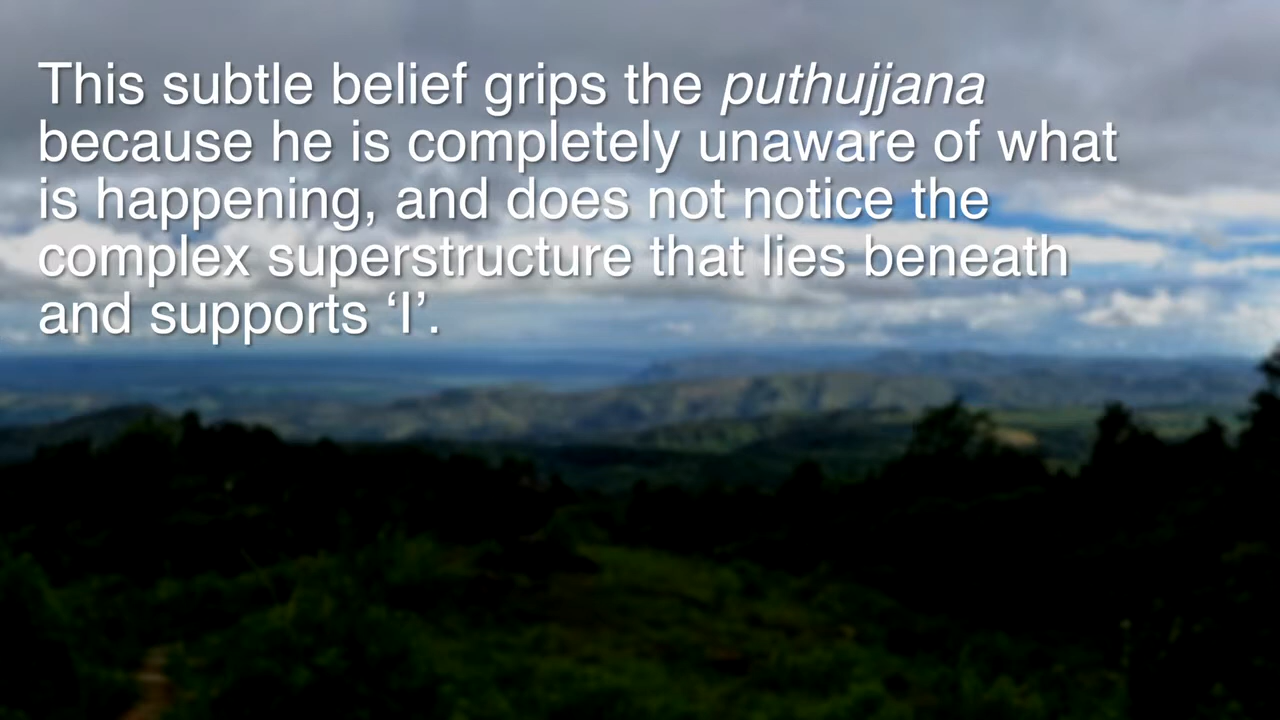 This subtle belief grips the puthujjana
because he is completely unaware of what
is happening, and does not notice the
complex superstructure that lies beneath
and supports ‘I’.